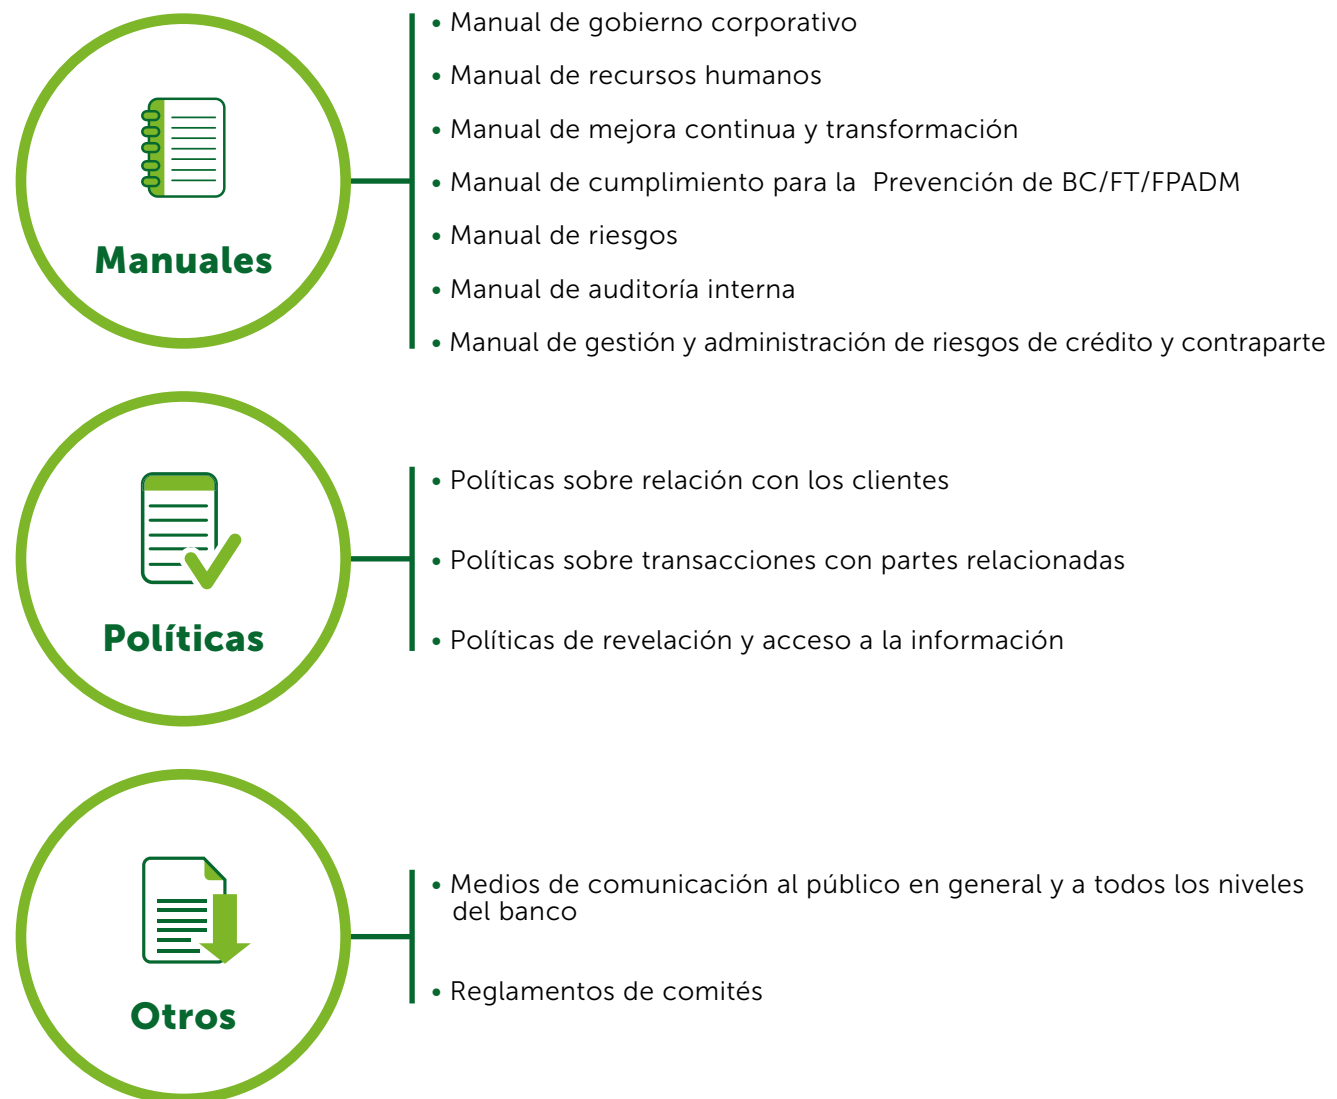 Manuales
• Manual de gobierno corporativo
• Manual de recursos humanos
• Manual de mejora continua y transformación
• Manual de cumplimiento para la  Prevención de BC/FT/FPADM
• Manual de riesgos
• Manual de auditoría interna
• Manual de gestión y administración de riesgos de crédito y contraparte
Políticas
• Políticas sobre relación con los clientes
• Políticas sobre transacciones con partes relacionadas
• Políticas de revelación y acceso a la información
Otros
• Medios de comunicación al público en general y a todos los niveles
del banco
• Reglamentos de comités